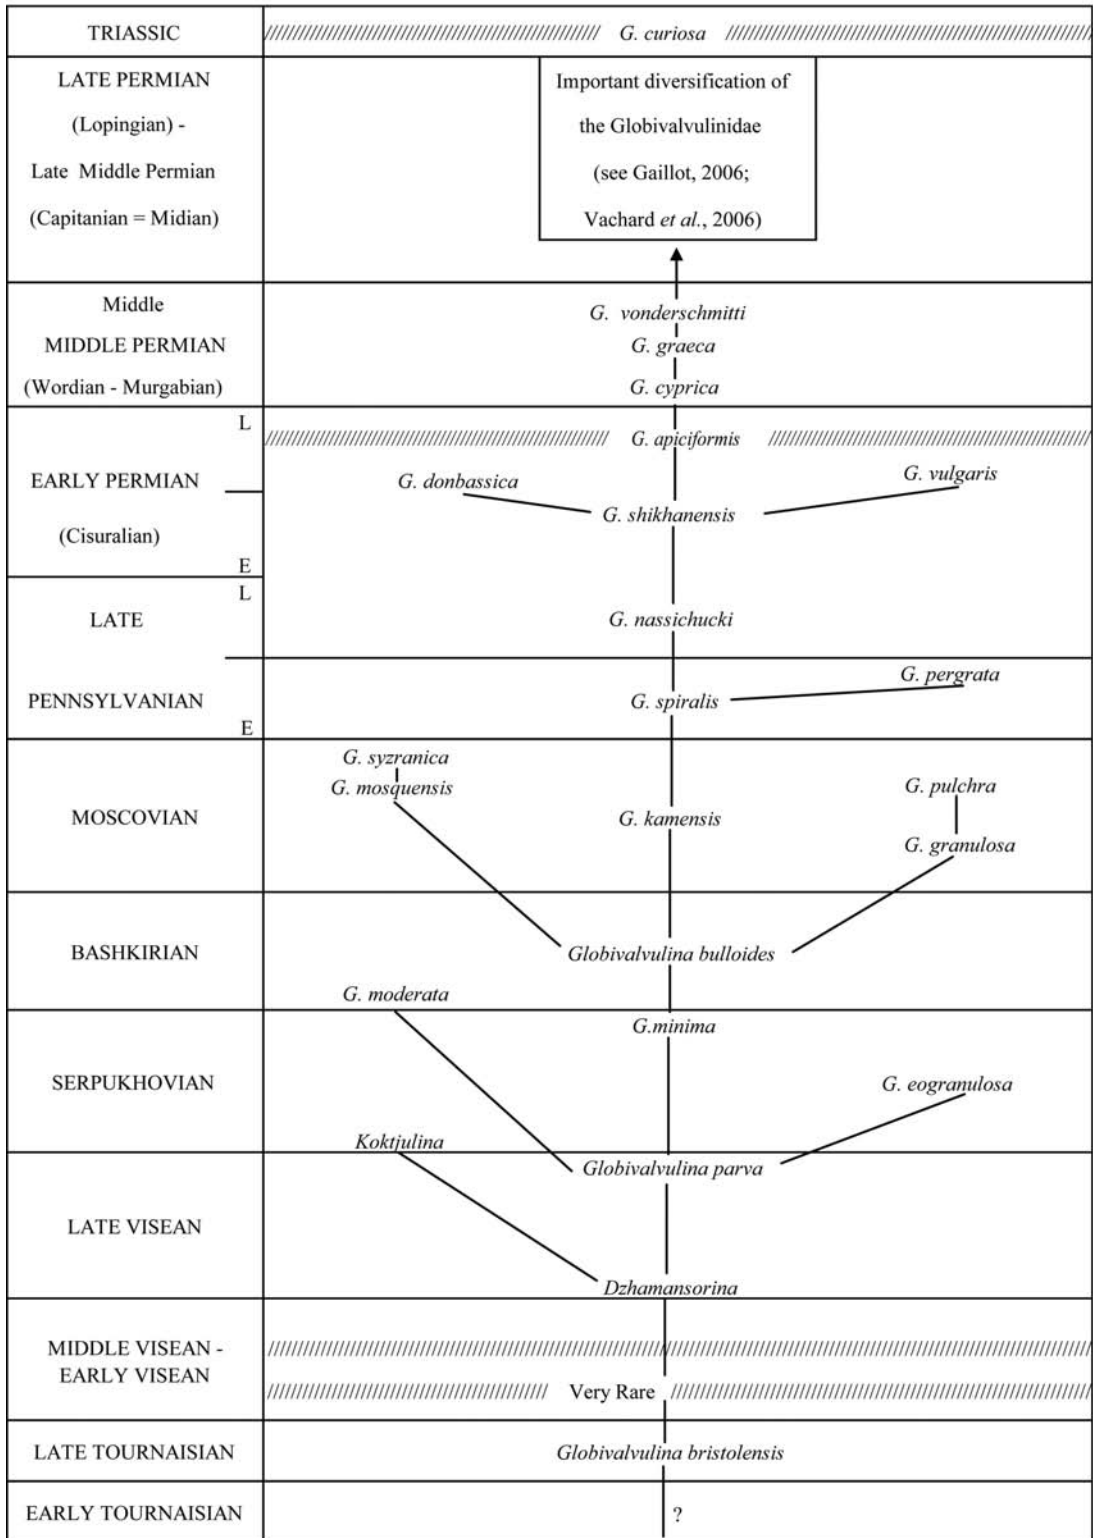 TRIASSIC
G. curiosa
LATE PERMIAN
(Lopingian) -
Late Middle Permian
(Capitanian = Midian)
Important diversification of
the Globivalvulinidae
(see Gaillot, 2006;
Vachard et al., 2006)
Middle
MIDDLE PERMIAN
(Wordian - Murgabian)
G. vonderschmitti
G. graeca
G. cyprica
L
EARLY PERMIAN
(Cisuralian)
E
G. apiciformis
G. donbassica
G. vulgaris
G. shikhanensis
L
LATE
PENNSYLVANIAN
E
G. nassichucki
G. pergrata
G. spiralis
MOSCOVIAN
G. syzranica
G. mosquensis
G. pulchra
G. kamensis
G. granulosa
BASHKIRIAN
Globivalvulina bulloides
G. moderata
SERPUKHOVIAN
G.minima
G. eogranulosa
Koktjulina
LATE VISEAN
Globivalvulina parva
Dzhamansorina
MIDDLE VISEAN -
EARLY VISEAN
Very Rare
LATE TOURNAISIAN
Globivalvulina bristolensis
EARLY TOURNAISIAN
?